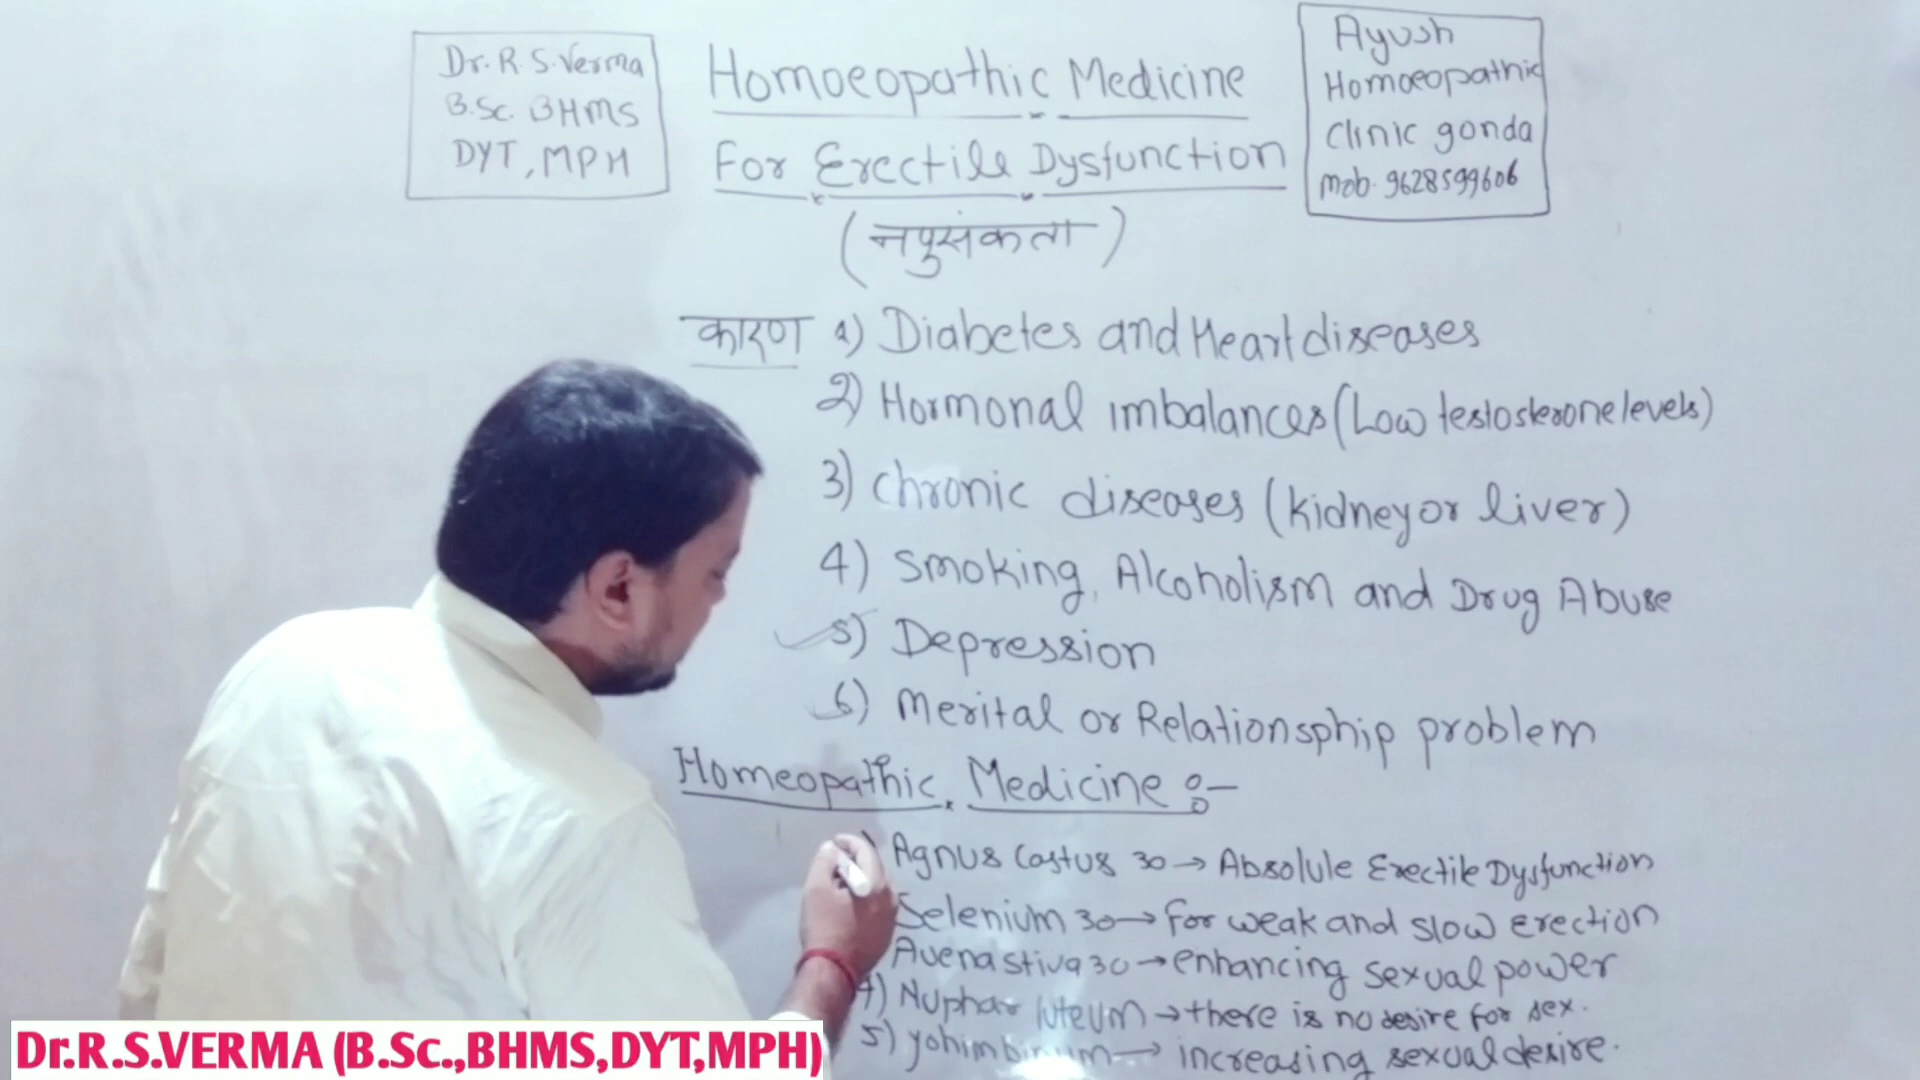 Dr. R. S. Verma
B.Sc. BHMS
DYT, MPH
Homoeopathic Medicine
For Erectile Dysfunction
(नपुसंकता)
Ayush
Homoeopathic
Clinic gonda
Mob. 9628599606
कारण 1) Diabetes and Heart diseases
2) Hormonal imbalances (Low testosterone levels)
3) Chronic diseases (kidney or liver)
4) Smoking, Alcoholism and Drug Abuse
5) Depression
6) Merital or Relationsphip problem
Homeopathic Medicine :-
) Agnus Castus 30 → Absolule Erectile Dysfunction
Selenium 30 → For weak and slow erection
Avena stiva 30 → enhancing sexual power
4) Nuphar luteum → there is no desire for sex.
5) yohimbinum → increasing sexual desire.
Dr.R.S.VERMA (B.Sc.,BHMS,DYT,MPH)